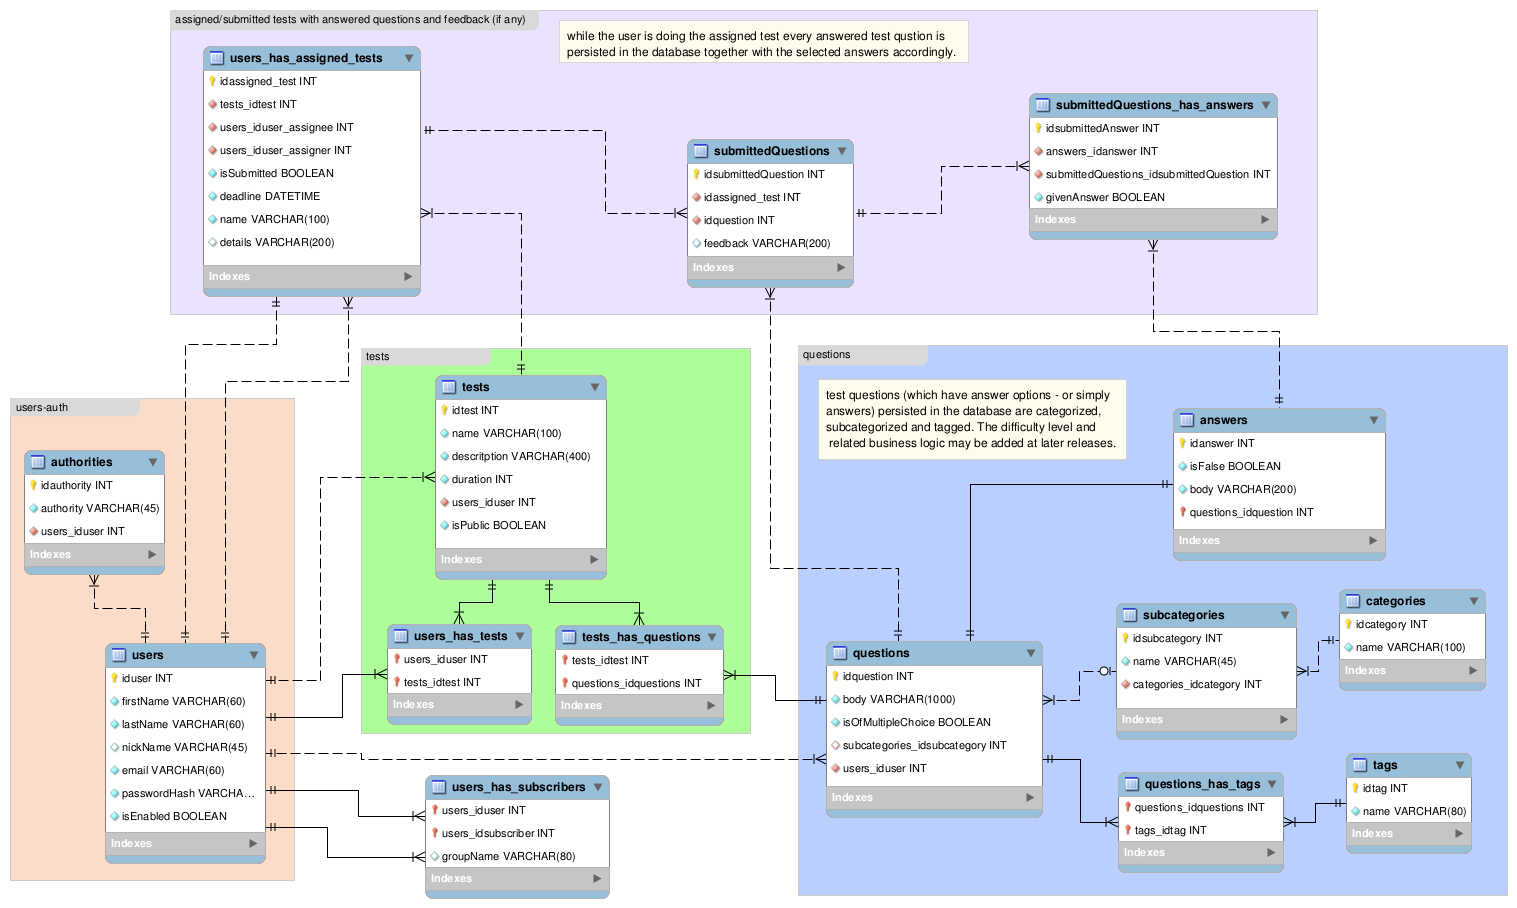 assigned/submitted tests with answered questions and feedback (if any)
while the user is doing the assigned test every answered test qustion is
persisted in the database together with the selected answers accordingly.
users_has_assigned_tests
idassigned_test INT
tests_idtest INT
users_iduser_assignee INT
users_iduser_assigner INT
isSubmitted BOOLEAN
deadline DATETIME
name VARCHAR(100)
details VARCHAR(200)
Indexes
submittedQuestions
idsubmittedQuestion INT
idassigned_test INT
idquestion INT
feedback VARCHAR(200)
Indexes
submittedQuestions_has_answers
idsubmittedAnswer INT
answers_idanswer INT
submittedQuestions_idsubmittedQuestion INT
givenAnswer BOOLEAN
Indexes
users-auth
authorities
idauthority INT
authority VARCHAR(45)
users_iduser INT
Indexes
users
iduser INT
firstName VARCHAR(60)
lastName VARCHAR(60)
nickName VARCHAR(45)
email VARCHAR(60)
passwordHash VARCHA...
isEnabled BOOLEAN
Indexes
tests
tests
idtest INT
name VARCHAR(100)
descritption VARCHAR(400)
duration INT
users_iduser INT
isPublic BOOLEAN
Indexes
users_has_tests
users_iduser INT
tests_idtest INT
Indexes
tests_has_questions
tests_idtest INT
questions_idquestions INT
Indexes
users_has_subscribers
users_iduser INT
users_idsubscriber INT
groupName VARCHAR(80)
Indexes
questions
test questions (which have answer options - or simply
answers) persisted in the database are categorized,
subcategorized and tagged. The difficulty level and
related business logic may be added at later releases.
answers
idanswer INT
isFalse BOOLEAN
body VARCHAR(200)
questions_idquestion INT
Indexes
questions
idquestion INT
body VARCHAR(1000)
isOfMultipleChoice BOOLEAN
subcategories_idsubcategory INT
users_iduser INT
Indexes
subcategories
idsubcategory INT
name VARCHAR(45)
categories_idcategory INT
Indexes
categories
idcategory INT
name VARCHAR(100)
Indexes
questions_has_tags
questions_idquestions INT
tags_idtag INT
Indexes
tags
idtag INT
name VARCHAR(80)
Indexes